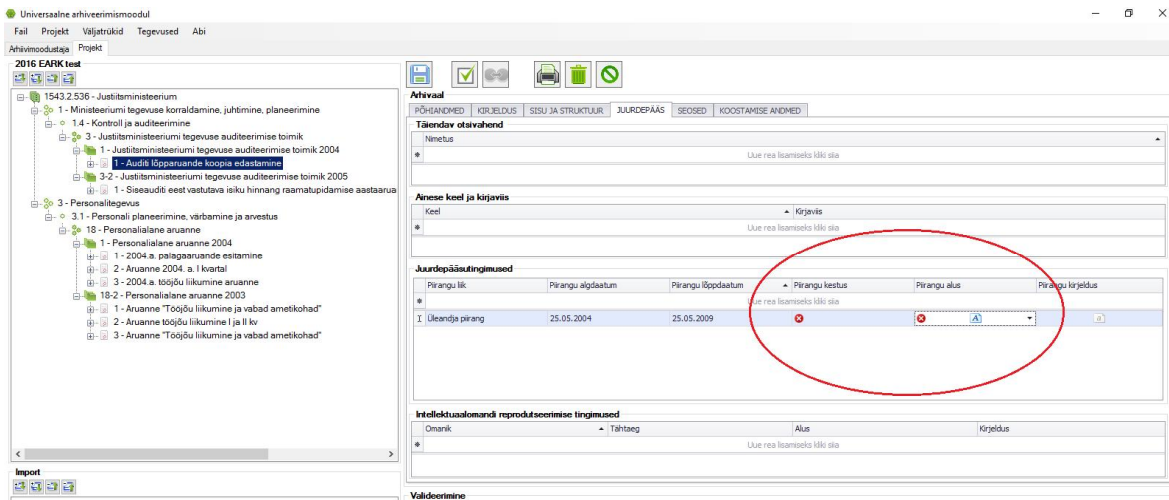 Universaalne arhiveerimismoodul
Fail Projekt Väljatrükid Tegevused Abi
Arhiivimoodustaja Projekt
2016 EARK test
1543.2.536 - Justiitsministeerium
1 - Ministeeriumi tegevuse korraldamine, juhtimine, planeerimine
1.4 - Kontroll ja auditeerimine
3 - Justiitsministeeriumi tegevuse auditeerimise toimik
1 - Justiitsministeeriumi tegevuse auditeerimise toimik 2004
1 - Auditi lõpparuande koopia edastamine
3-2 - Justiitsministeeriumi tegevuse auditeerimise toimik 2005
1 - Siseauditi eest vastutava isiku hinnang raamatupidamise aastaarua
3 - Personalitegevus
3.1 - Personali planeerimine, värbamine ja arvestus
18 - Personalialane aruanne
1 - Personalialane aruanne 2004
1 - 2004.a. palagaaruande esitamine
2 - Aruanne 2004. a. I kvartal
3 - 2004.a. tööjõu liikumine aruanne
18-2 - Personalialane aruanne 2003
1 - Aruanne "Tööjõu liikumine ja vabad ametikohad"
2 - Aruanne tööjõu liikumine I ja II kv
3 - Aruanne "Tööjõu liikumine ja vabad ametikohad"
Import
Arhivaal
PÕHIANDMED KIRJELDUS SISU JA STRUKTUUR JUURDEPÄÄS SEOSED KOOSTAMISE ANDMED
Täiendav otsivahend
Nimetus
Uue rea lisamiseks kliki siia
Ainese keel ja kirjaviis
Keel Kirjaviis
Uue rea lisamiseks kliki siia
Juurdepääsutingimused
Piirangu liik Piirangu algdaatum Piirangu lõppdaatum Piirangu kestus Piirangu alus Piirangu kirjeldus
Uue rea lisamiseks kliki siia
Üleandja piirang 25.05.2004 25.05.2009 A a
Intellektuaalomandi reprodutseerimise tingimused
Omanik Tähtaeg Alus Kirjeldus
Uue rea lisamiseks kliki siia
Valideerimine